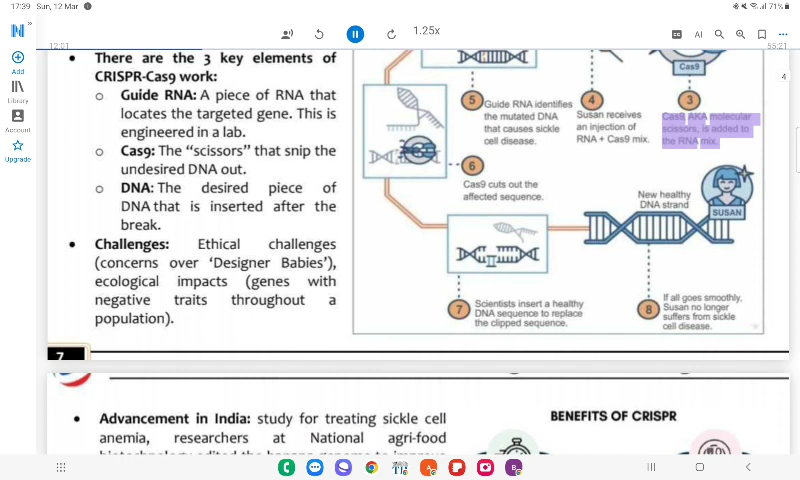 17:39 Sun, 12 Mar
71%
1.25x
AI
12:01
55:21
Add
Library
Account
Upgrade
4
• There are the 3 key elements of
CRISPR-Cas9 work:
o Guide RNA: A piece of RNA that
locates the targeted gene. This is
engineered in a lab.
o Cas9: The “scissors” that snip the
undesired DNA out.
o DNA: The desired piece of
DNA that is inserted after the
break.
• Challenges: Ethical challenges
(concerns over ‘Designer Babies’),
ecological impacts (genes with
negative traits throughout a
population).
Cas9
5
Guide RNA identifies
the mutated DNA
that causes sickle
cell disease.
4
Susan receives
an injection of
RNA + Cas9 mix.
3
Cas9, AKA molecular
scissors, is added to
the RNA mix.
6
Cas9 cuts out the
affected sequence.
New healthy
DNA strand
SUSAN
7
Scientists insert a healthy
DNA sequence to replace
the clipped sequence.
8
If all goes smoothly,
Susan no longer
suffers from sickle
cell disease.
7
• Advancement in India: study for treating sickle cell
anemia, researchers at National agri-food
BENEFITS OF CRISPR